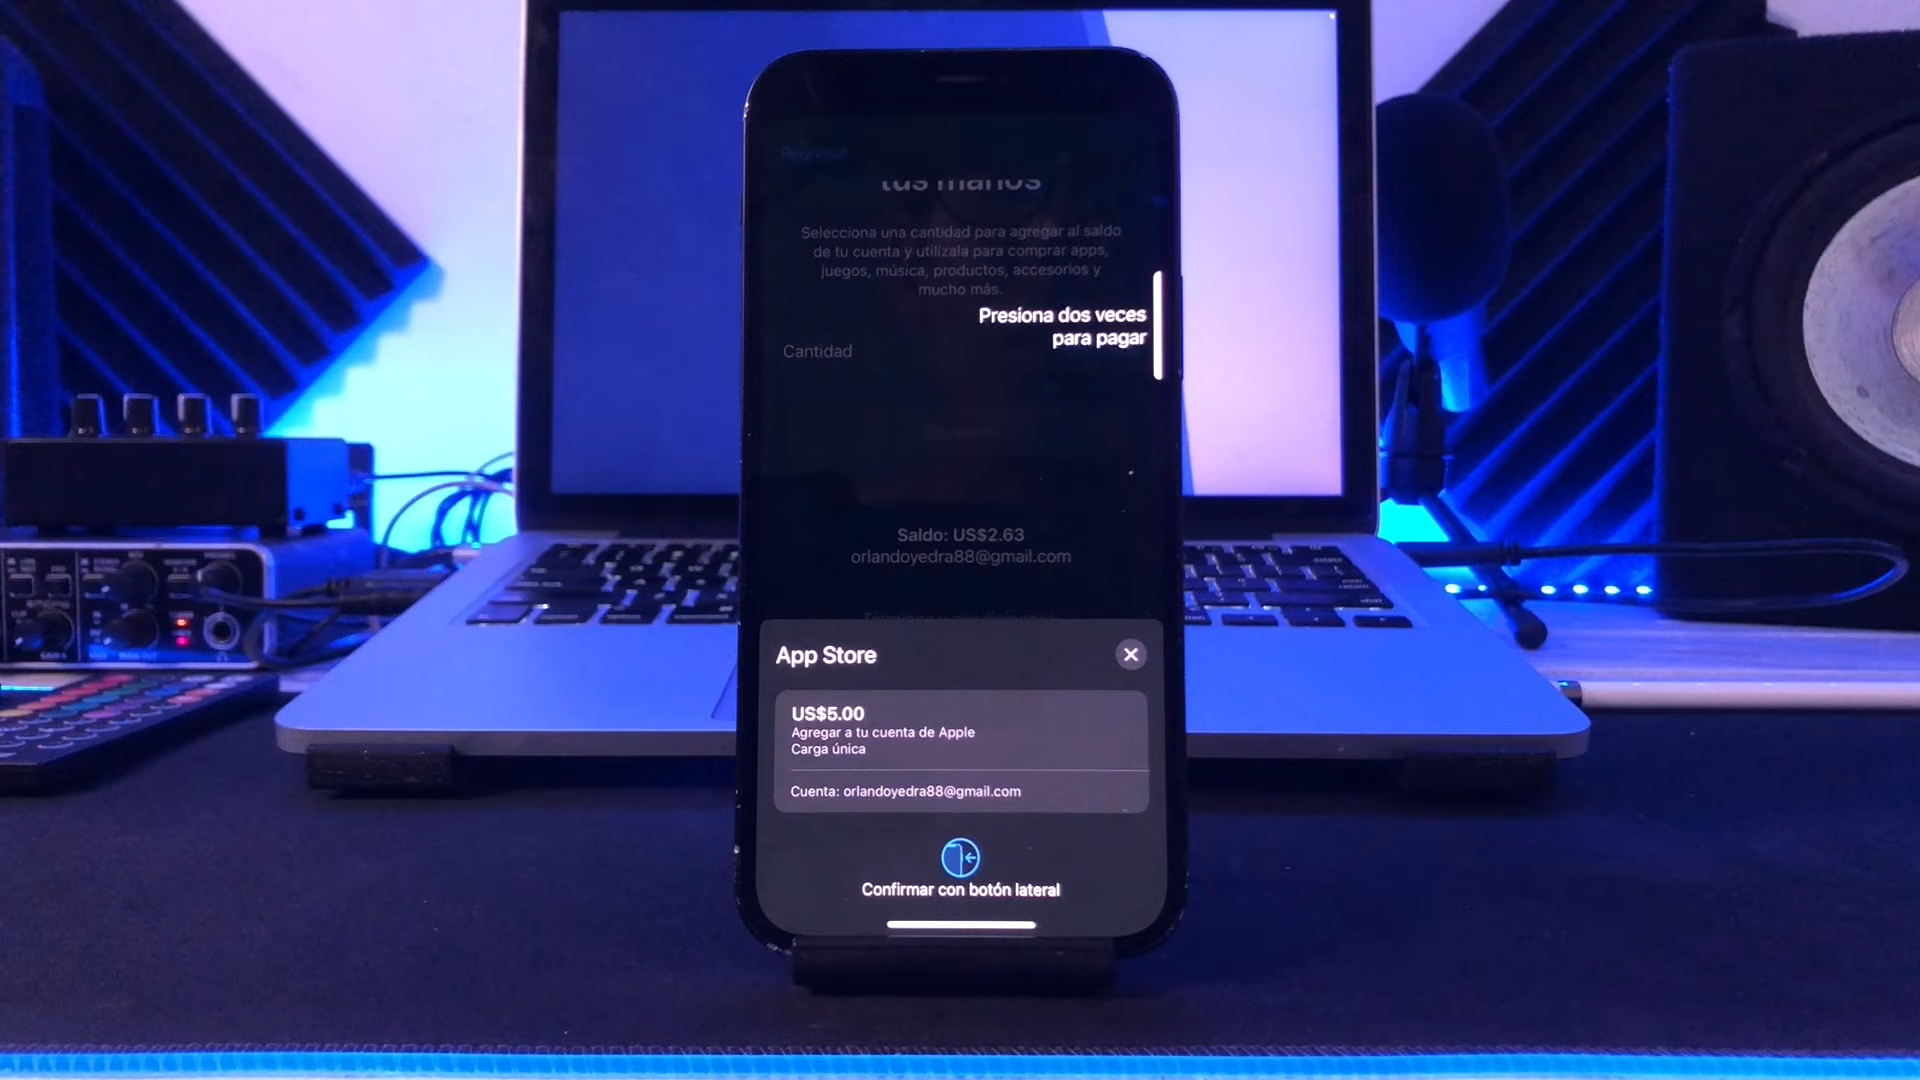 Regresar
tus manos
Selecciona una cantidad para agregar al saldo
de tu cuenta y utilízala para comprar apps,
juegos, música, productos, accesorios y
mucho más.
Presiona dos veces
para pagar
Cantidad
Saldo: US$2.63
orlandoyedra88@gmail.com
App Store
US$5.00
Agregar a tu cuenta de Apple
Carga única
Cuenta: orlandoyedra88@gmail.com
Confirmar con botón lateral